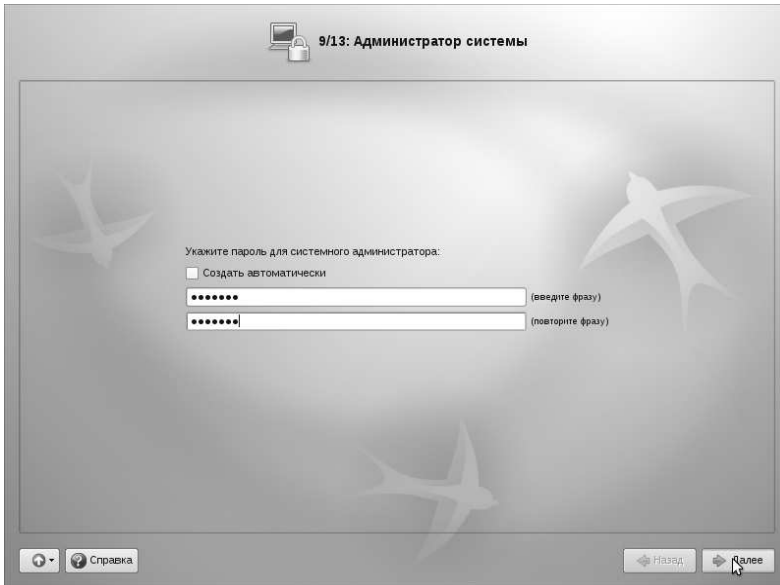 9/13: Администратор системы
Укажите пароль для системного администратора:
Создать автоматически
••••••• (введите фразу)
••••••• (повторите фразу)
Справка
Назад
Далее